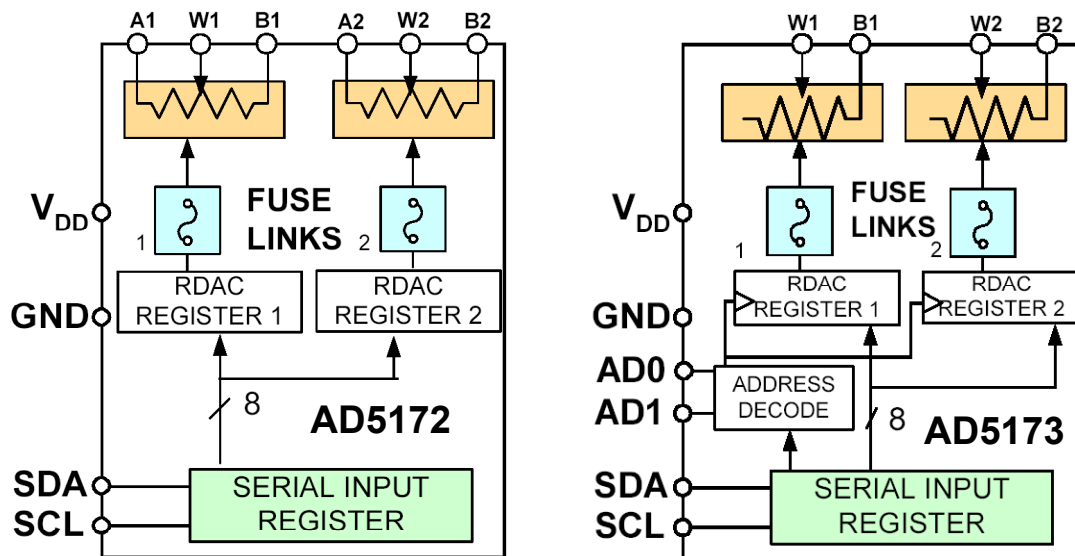 A1 W1 B1 A2 W2 B2
VDD
FUSE
LINKS
1
2
RDAC
REGISTER 1
RDAC
REGISTER 2
GND
8
AD5172
SDA
SCL
SERIAL INPUT
REGISTER
W1 B1 W2 B2
VDD
FUSE
LINKS
1
2
RDAC
REGISTER 1
RDAC
REGISTER 2
GND
AD0
AD1
ADDRESS
DECODE
8
AD5173
SDA
SCL
SERIAL INPUT
REGISTER